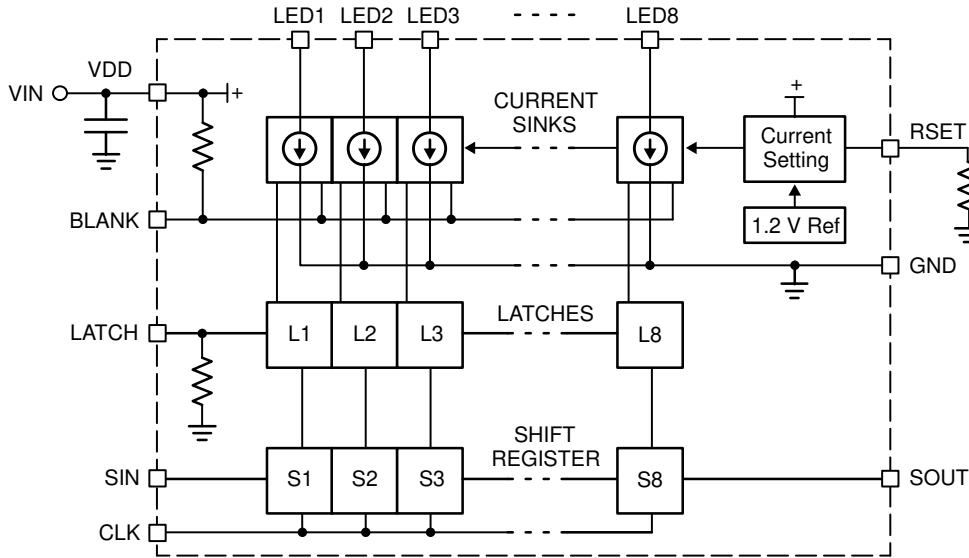 LED1 LED2 LED3 - - - - LED8
VDD
VIN
+
CURRENT
SINKS
+
Current
Setting
RSET
BLANK
1.2 V Ref
GND
LATCH
L1 L2 L3
LATCHES
L8
SIN
S1 S2 S3
SHIFT
REGISTER
S8
SOUT
CLK